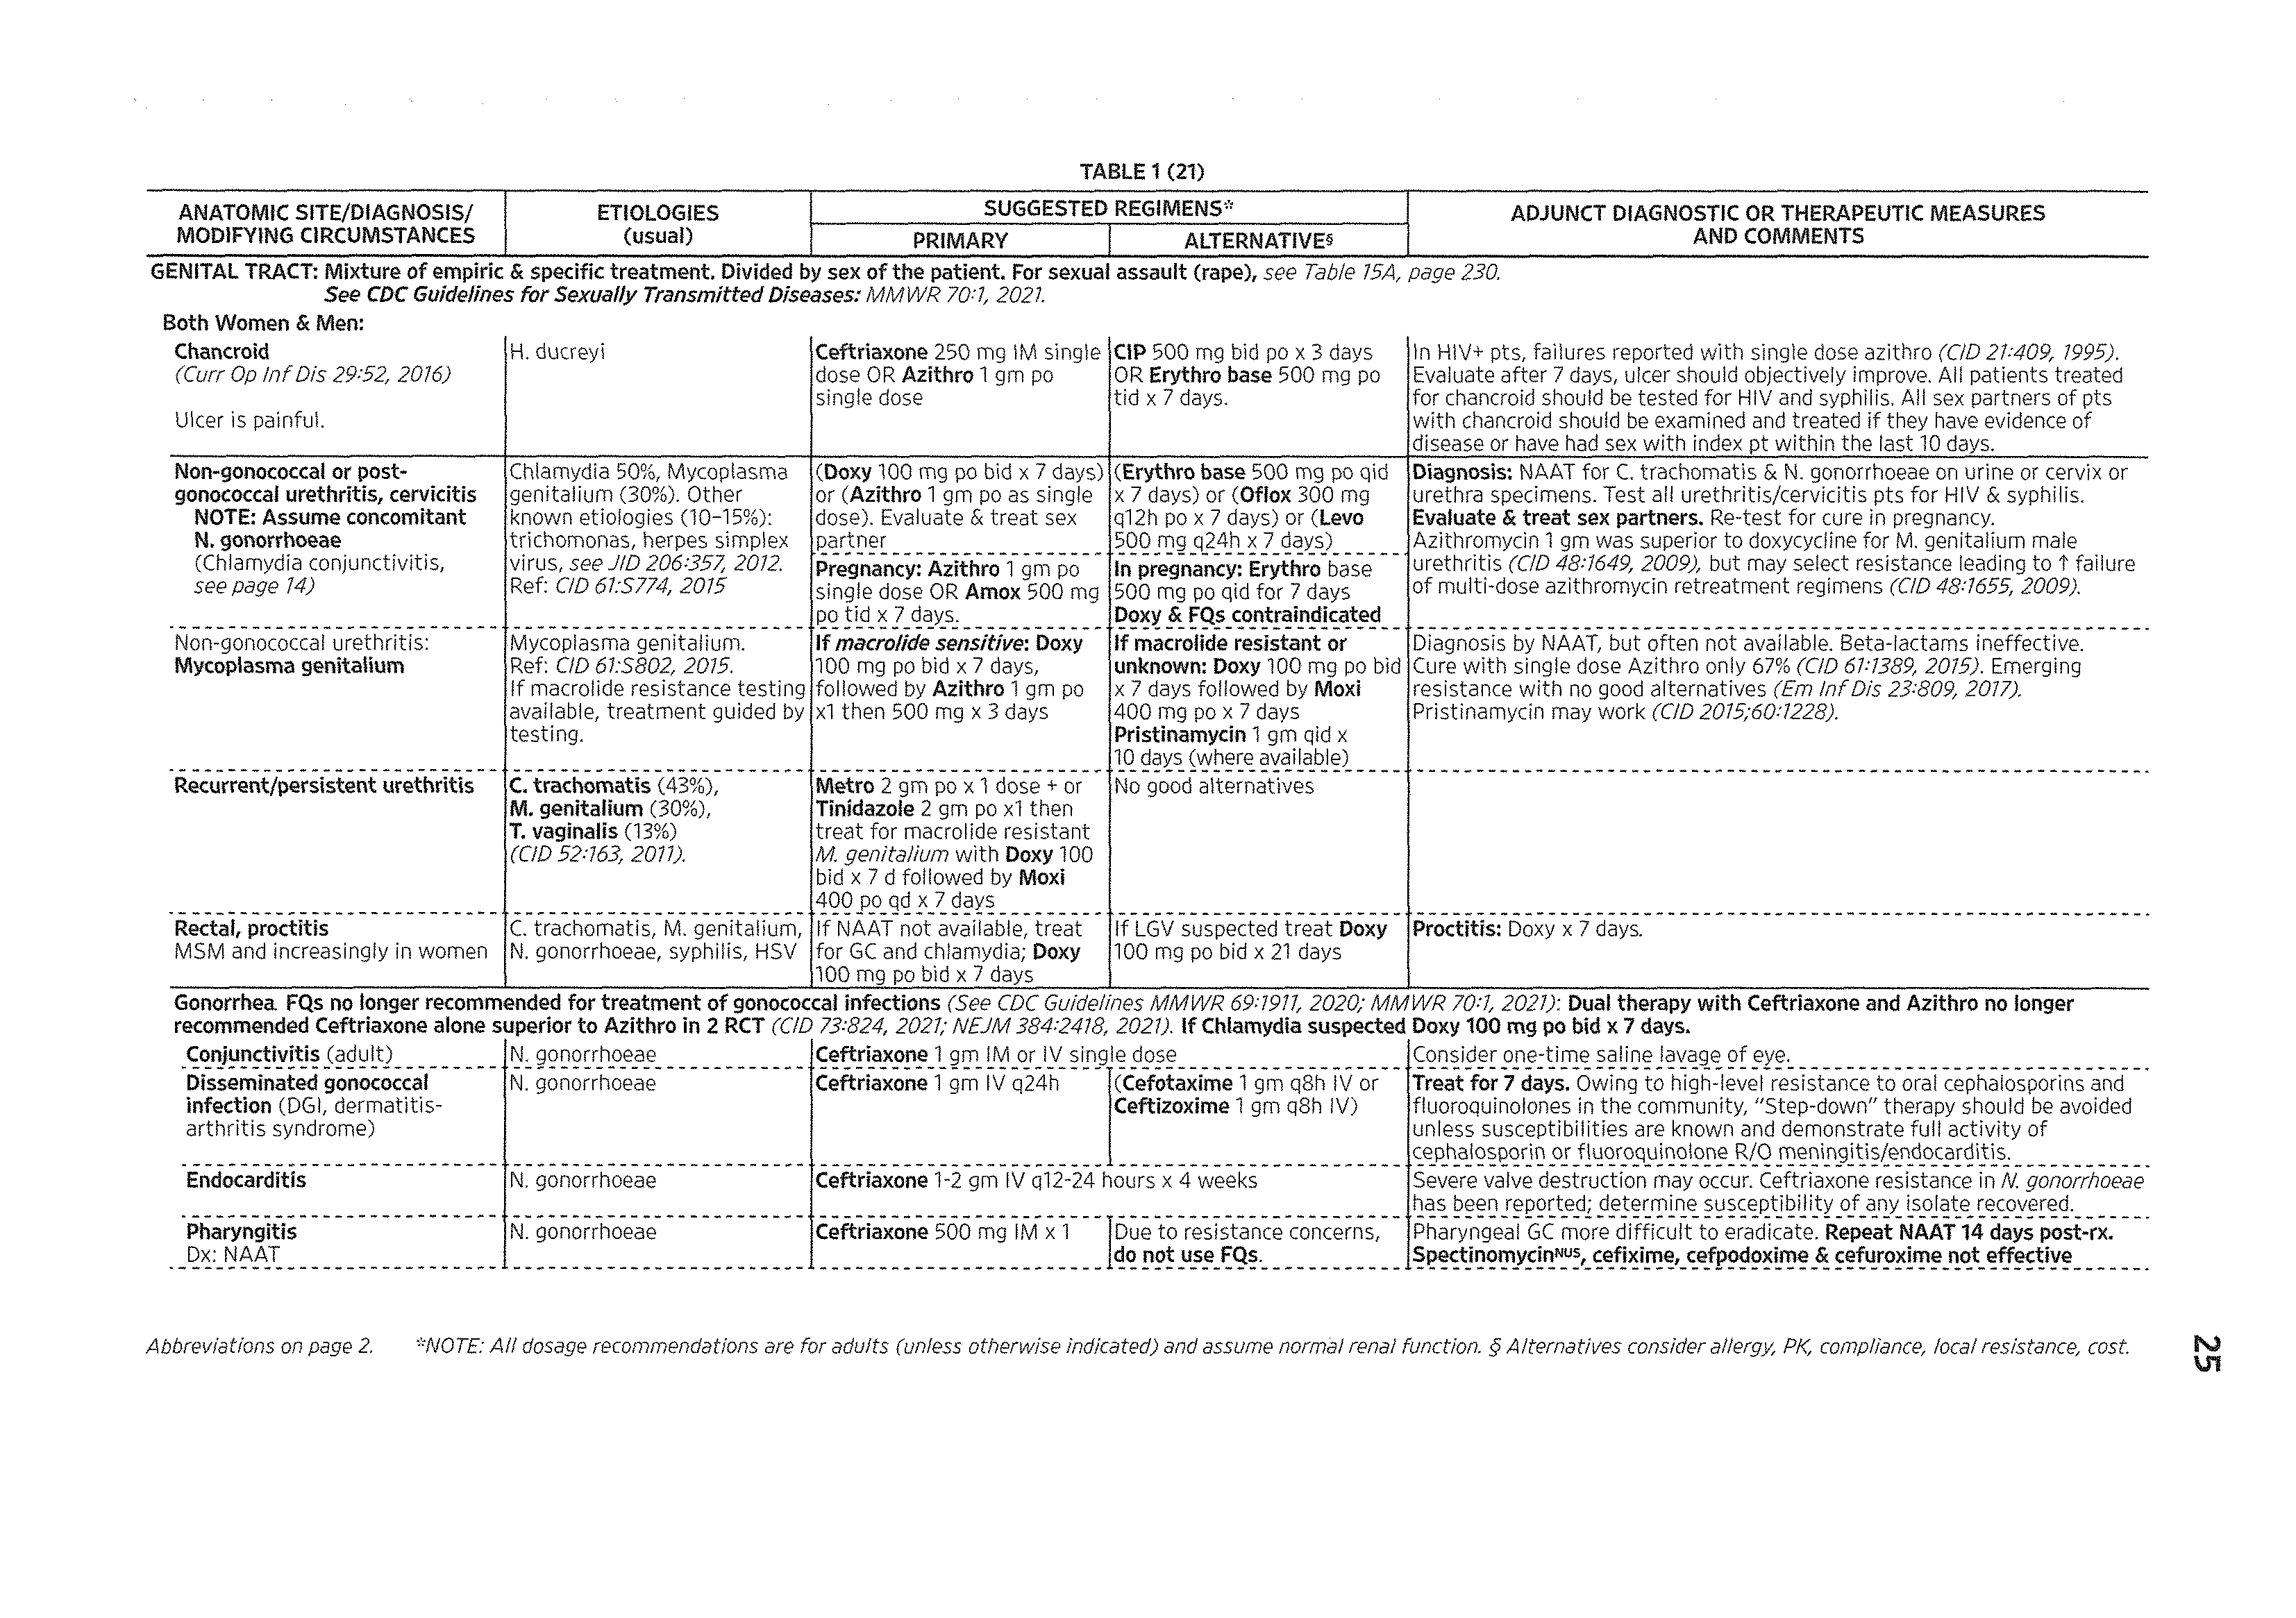 TABLE 1 (21)
ANATOMIC SITE/DIAGNOSIS/
MODIFYING CIRCUMSTANCES
ETIOLOGIES
(usual)
SUGGESTED REGIMENS*
PRIMARY
ALTERNATIVE§
ADJUNCT DIAGNOSTIC OR THERAPEUTIC MEASURES
AND COMMENTS
GENITAL TRACT: Mixture of empiric & specific treatment. Divided by sex of the patient. For sexual assault (rape), see Table 15A, page 230.
See CDC Guidelines for Sexually Transmitted Diseases: MMWR 70:1, 2021.
Both Women & Men:
Chancroid
(Curr Op Inf Dis 29:52, 2016)
Ulcer is painful.
H. ducreyi
Ceftriaxone 250 mg IM single
dose OR Azithro 1 gm po
single dose
CIP 500 mg bid po x 3 days
OR Erythro base 500 mg po
tid x 7 days.
In HIV+ pts, failures reported with single dose azithro (CID 21:409, 1995).
Evaluate after 7 days, ulcer should objectively improve. All patients treated
for chancroid should be tested for HIV and syphilis. All sex partners of pts
with chancroid should be examined and treated if they have evidence of
disease or have had sex with index pt within the last 10 days.
Non-gonococcal or post-
gonococcal urethritis, cervicitis
NOTE: Assume concomitant
N. gonorrhoeae
(Chlamydia conjunctivitis,
see page 14)
Chlamydia 50%, Mycoplasma
genitalium (30%). Other
known etiologies (10–15%):
trichomonas, herpes simplex
virus, see JID 206:357, 2012.
Ref: CID 61:S774, 2015
(Doxy 100 mg po bid x 7 days)
or (Azithro 1 gm po as single
dose). Evaluate & treat sex
partner
Pregnancy: Azithro 1 gm po
single dose OR Amox 500 mg
po tid x 7 days.
(Erythro base 500 mg po qid
x 7 days) or (Oflox 300 mg
q12h po x 7 days) or (Levo
500 mg q24h x 7 days)
In pregnancy: Erythro base
500 mg po qid for 7 days
Doxy & FQs contraindicated
Diagnosis: NAAT for C. trachomatis & N. gonorrhoeae on urine or cervix or
urethra specimens. Test all urethritis/cervicitis pts for HIV & syphilis.
Evaluate & treat sex partners. Re-test for cure in pregnancy.
Azithromycin 1 gm was superior to doxycycline for M. genitalium male
urethritis (CID 48:1649, 2009), but may select resistance leading to ↑ failure
of multi-dose azithromycin retreatment regimens (CID 48:1655, 2009).
Non-gonococcal urethritis:
Mycoplasma genitalium
Mycoplasma genitalium.
Ref: CID 61:S802, 2015.
If macrolide resistance testing
available, treatment guided by
testing.
If macrolide sensitive: Doxy
100 mg po bid x 7 days,
followed by Azithro 1 gm po
x1 then 500 mg x 3 days
If macrolide resistant or
unknown: Doxy 100 mg po bid
x 7 days followed by Moxi
400 mg po x 7 days
Pristinamycin 1 gm qid x
10 days (where available)
Diagnosis by NAAT, but often not available. Beta-lactams ineffective.
Cure with single dose Azithro only 67% (CID 61:1389, 2015). Emerging
resistance with no good alternatives (Em Inf Dis 23:809, 2017).
Pristinamycin may work (CID 2015;60:1228).
Recurrent/persistent urethritis
C. trachomatis (43%),
M. genitalium (30%),
T. vaginalis (13%)
(CID 52:163, 2011).
Metro 2 gm po x 1 dose + or
Tinidazole 2 gm po x1 then
treat for macrolide resistant
M. genitalium with Doxy 100
bid x 7 d followed by Moxi
400 po qd x 7 days
No good alternatives
Rectal, proctitis
MSM and increasingly in women
C. trachomatis, M. genitalium,
N. gonorrhoeae, syphilis, HSV
If NAAT not available, treat
for GC and chlamydia; Doxy
100 mg po bid x 7 days
If LGV suspected treat Doxy
100 mg po bid x 21 days
Proctitis: Doxy x 7 days.
Gonorrhea. FQs no longer recommended for treatment of gonococcal infections (See CDC Guidelines MMWR 69:1911, 2020; MMWR 70:1, 2021): Dual therapy with Ceftriaxone and Azithro no longer
recommended Ceftriaxone alone superior to Azithro in 2 RCT (CID 73:824, 2021; NEJM 384:2418, 2021). If Chlamydia suspected Doxy 100 mg po bid x 7 days.
Conjunctivitis (adult)
N. gonorrhoeae
Ceftriaxone 1 gm IM or IV single dose
Consider one-time saline lavage of eye.
Disseminated gonococcal
infection (DGI, dermatitis-
arthritis syndrome)
N. gonorrhoeae
Ceftriaxone 1 gm IV q24h
(Cefotaxime 1 gm q8h IV or
Ceftizoxime 1 gm q8h IV)
Treat for 7 days. Owing to high-level resistance to oral cephalosporins and
fluoroquinolones in the community, "Step-down" therapy should be avoided
unless susceptibilities are known and demonstrate full activity of
cephalosporin or fluoroquinolone R/O meningitis/endocarditis.
Endocarditis
N. gonorrhoeae
Ceftriaxone 1-2 gm IV q12-24 hours x 4 weeks
Severe valve destruction may occur. Ceftriaxone resistance in N. gonorrhoeae
has been reported; determine susceptibility of any isolate recovered.
Pharyngitis
Dx: NAAT
N. gonorrhoeae
Ceftriaxone 500 mg IM x 1
Due to resistance concerns,
do not use FQs.
Pharyngeal GC more difficult to eradicate. Repeat NAAT 14 days post-rx.
Spectinomycin^NUS, cefixime, cefpodoxime & cefuroxime not effective
Abbreviations on page 2. *NOTE: All dosage recommendations are for adults (unless otherwise indicated) and assume normal renal function. § Alternatives consider allergy, PK, compliance, local resistance, cost.
25